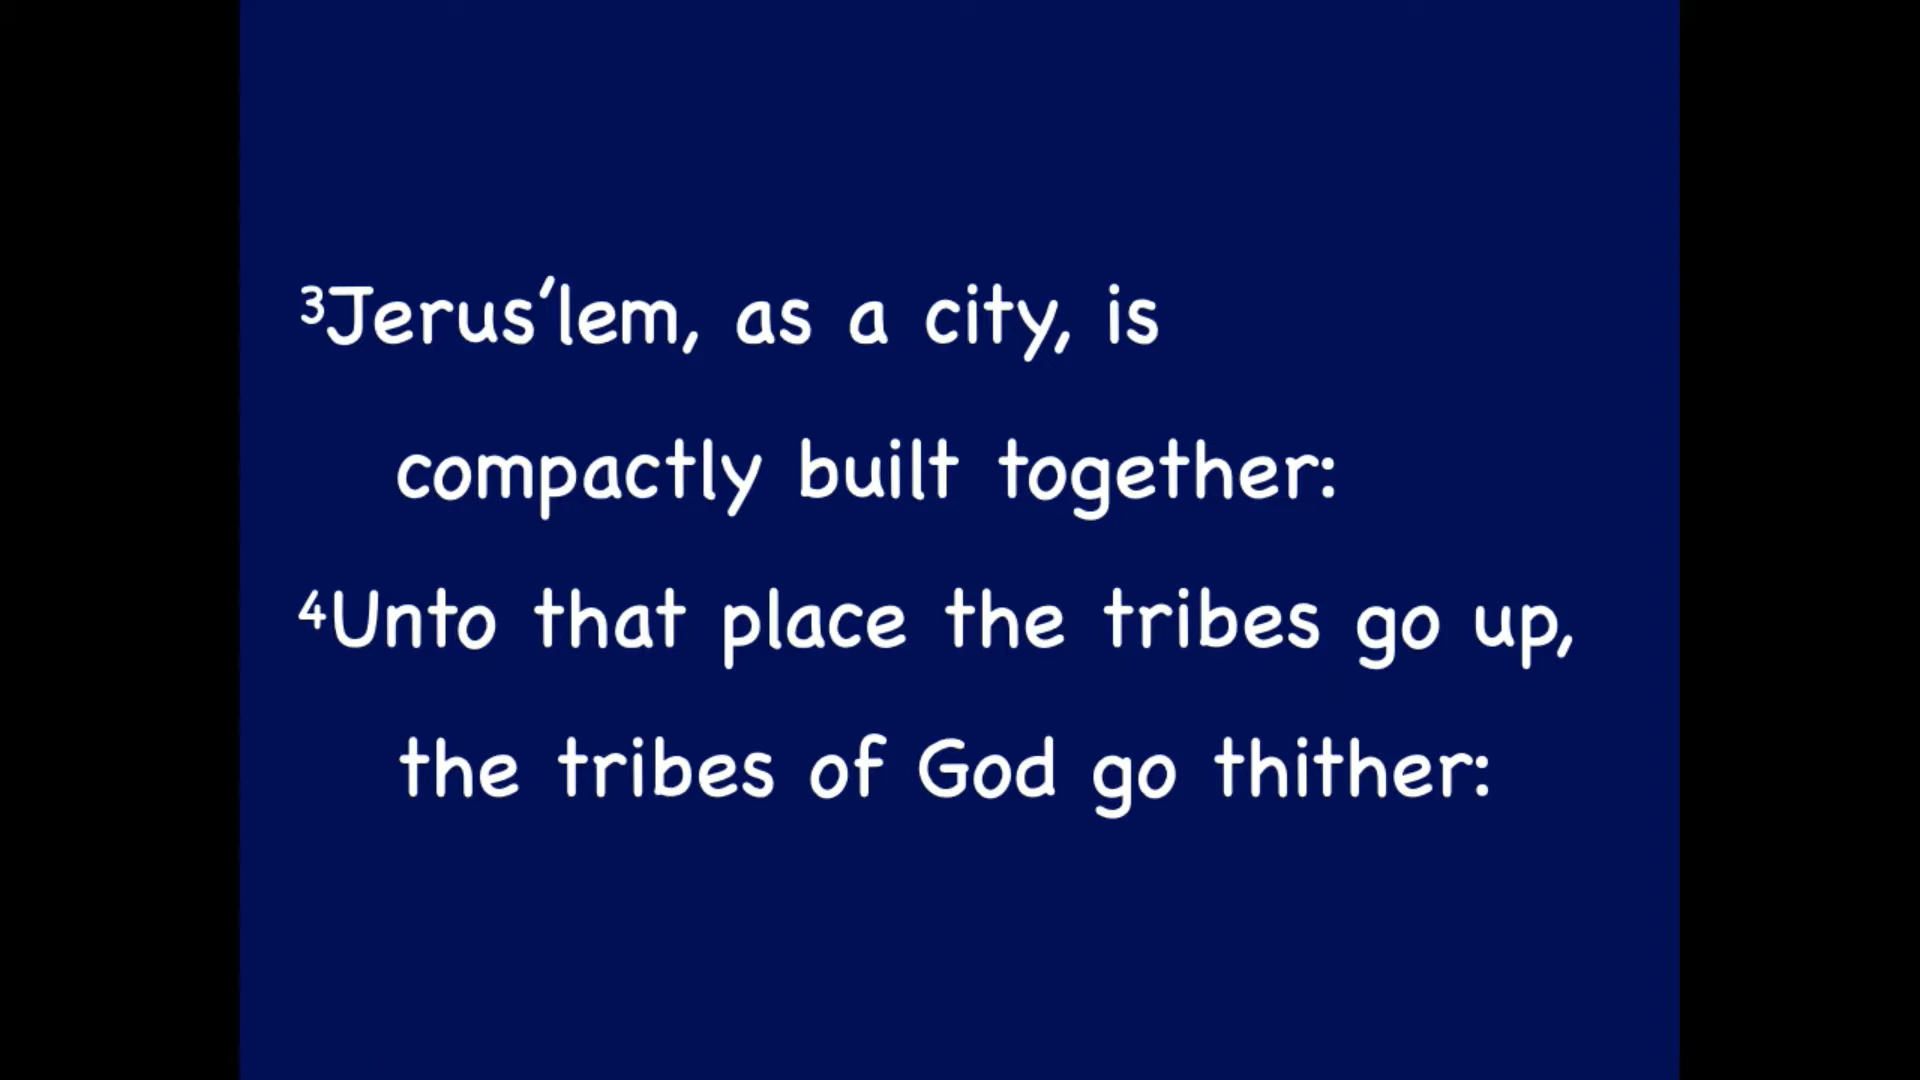 ³Jerus'lem, as a city, is
compactly built together:
⁴Unto that place the tribes go up,
the tribes of God go thither: